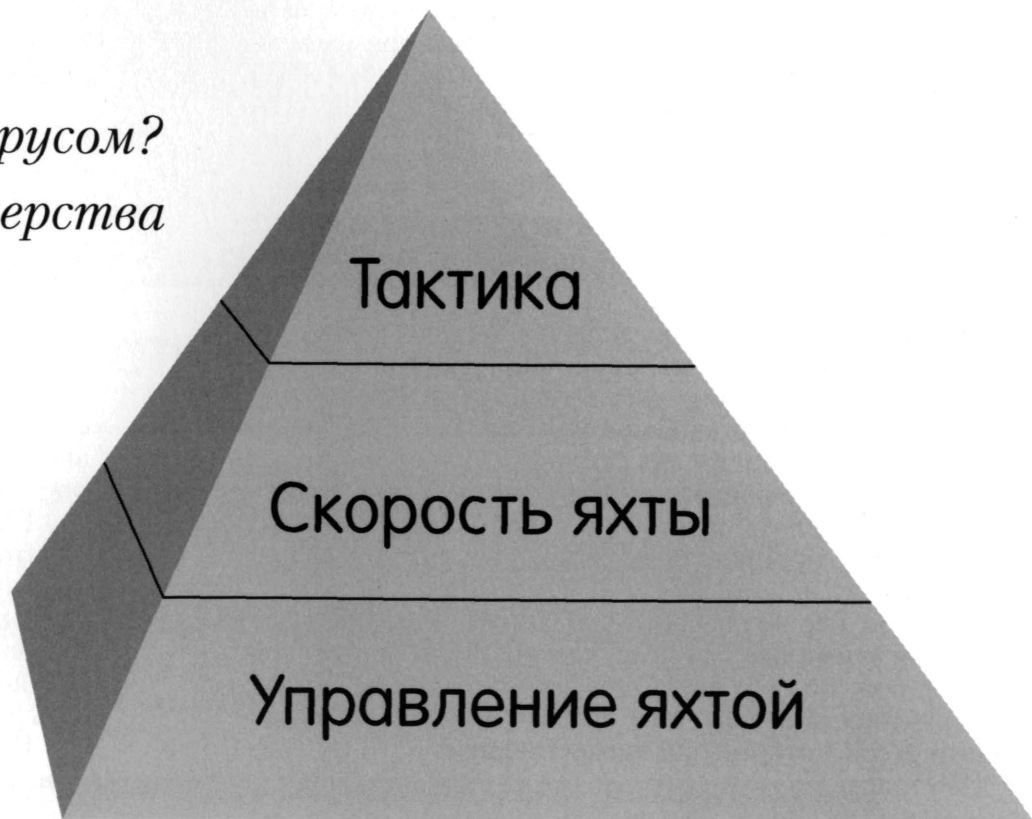 русом?
ерства
Тактика
Скорость яхты
Управление яхтой